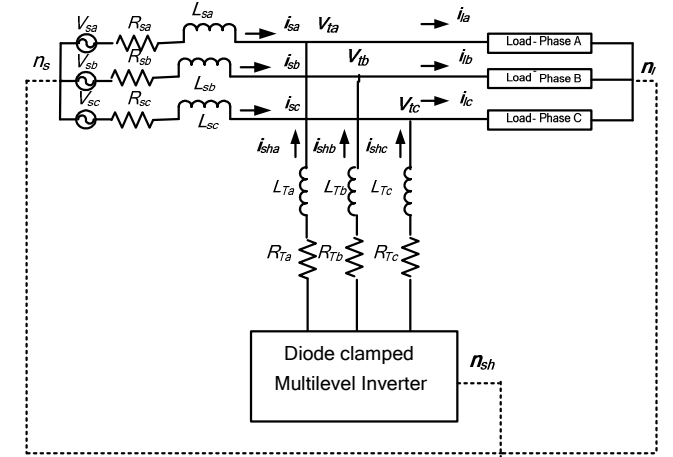 Lsa
Vsa Rsa isa Vta ila
Load-Phase A
ns Vsb Rsb isb Vtb ilb nl
Load-Phase B
Vsc Lsb
Rsc isc Vtc ilc
Load-Phase C
Lsc
isha ishb ishc
LTa LTb LTc
RTa RTb RTc
Diode clamped
Multilevel Inverter
nsh